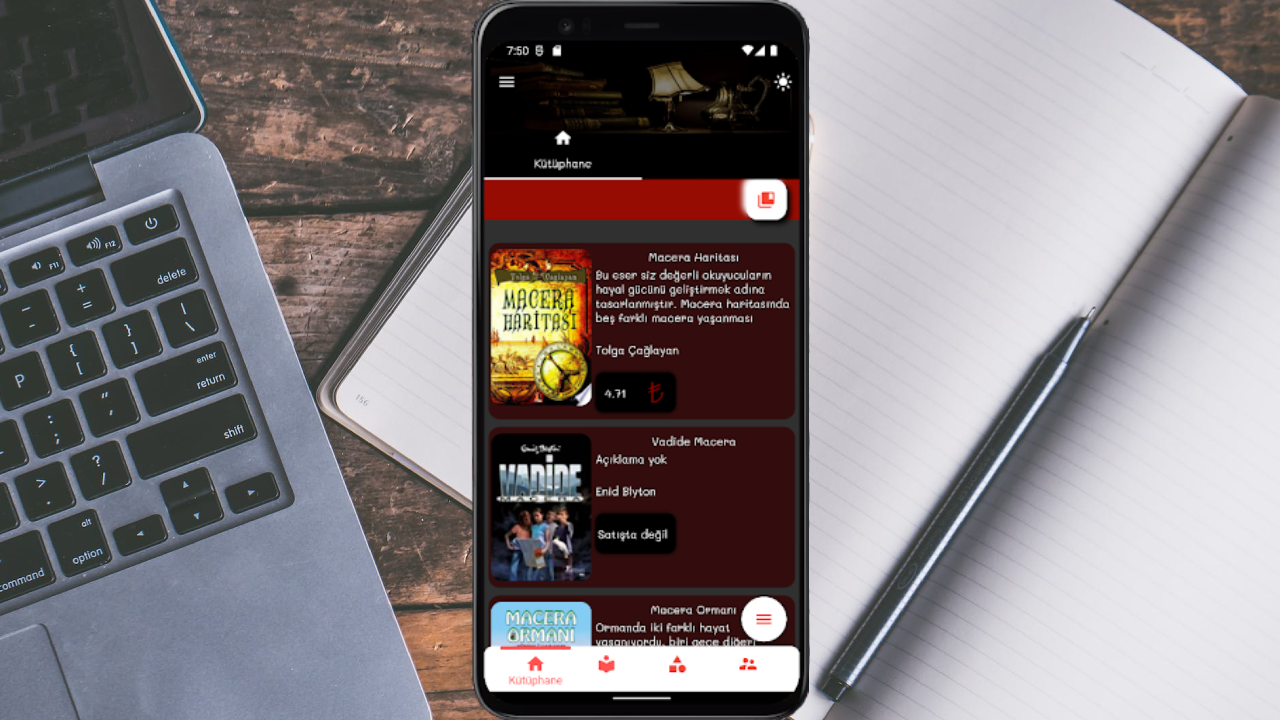 7:50
Kütüphane
Macera Haritası
Bu eser siz değerli okuyucuların
hayal gücünü geliştirmek adına
tasarlanmıştır. Macera haritasında
beş farklı macera yaşanması
Tolga Çağlayan
4.71 ₺
Tolga Çağlayan
MACERA
HARİTASI
Vadide Macera
Açıklama yok
Enid Blyton
Satışta değil
Enid Blyton
VADİDE
MACERA
Macera Ormanı
Ormanda iki farklı hayat
yaşanıyordu, biri gece diğeri
MACERA
ORMANI
Kütüphane
F11
F12
delete
+
=
_
-
}
]
|
\
{
[
P
enter
return
"
'
:
;
shift
?
/
>
.
alt
option
command
156